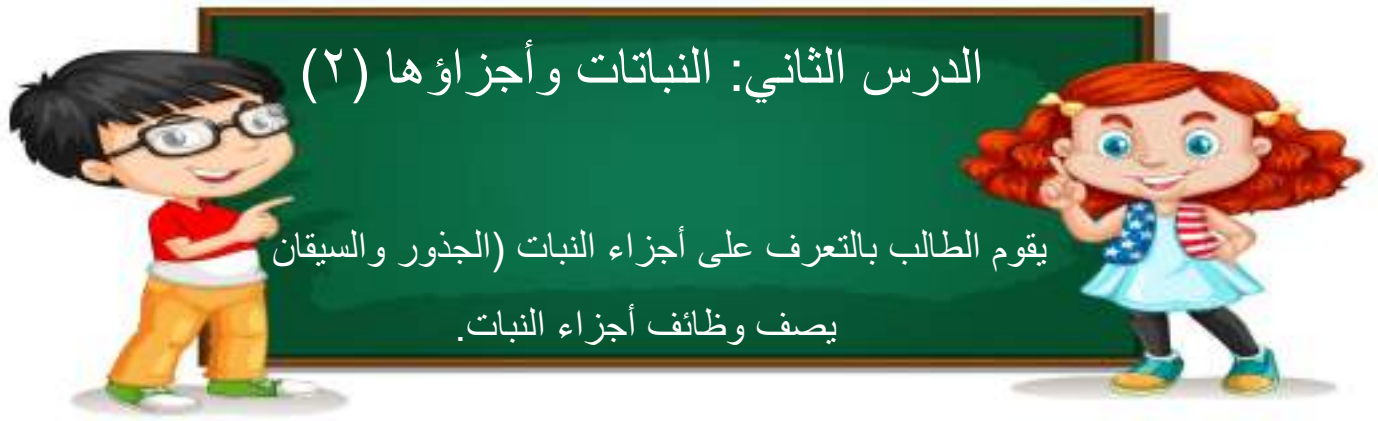 الدرس الثاني: النباتات وأجزاؤها (٢)
يقوم الطالب بالتعرف على أجزاء النبات (الجذور والسيقان
يصف وظائف أجزاء النبات.